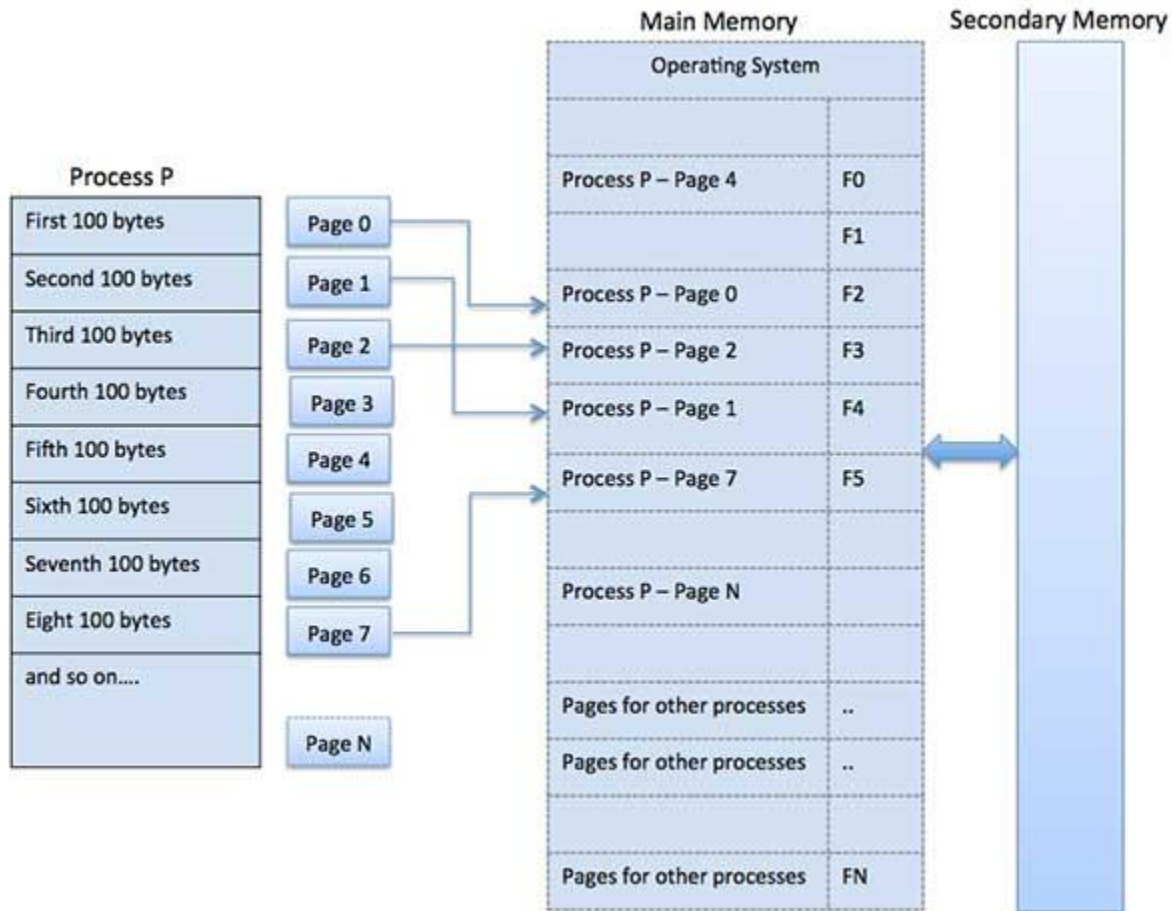 Main Memory
Secondary Memory
Operating System
Process P
First 100 bytes
Second 100 bytes
Third 100 bytes
Fourth 100 bytes
Fifth 100 bytes
Sixth 100 bytes
Seventh 100 bytes
Eight 100 bytes
and so on....
Page 0
Page 1
Page 2
Page 3
Page 4
Page 5
Page 6
Page 7
Page N
Process P – Page 4 F0
F1
Process P – Page 0 F2
Process P – Page 2 F3
Process P – Page 1 F4
Process P – Page 7 F5
Process P – Page N
Pages for other processes ..
Pages for other processes ..
Pages for other processes FN